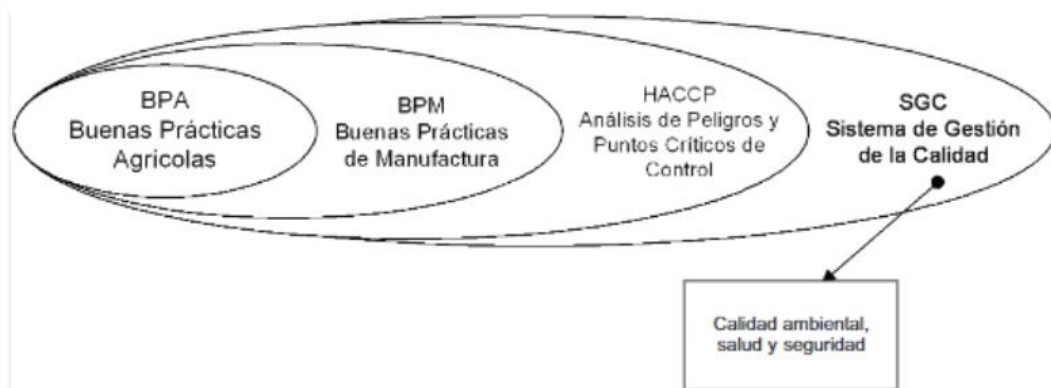 BPA
Buenas Prácticas
Agrícolas
BPM
Buenas Prácticas
de Manufactura
HACCP
Análisis de Peligros y
Puntos Críticos de
Control
SGC
Sistema de Gestión
de la Calidad
Calidad ambiental,
salud y seguridad